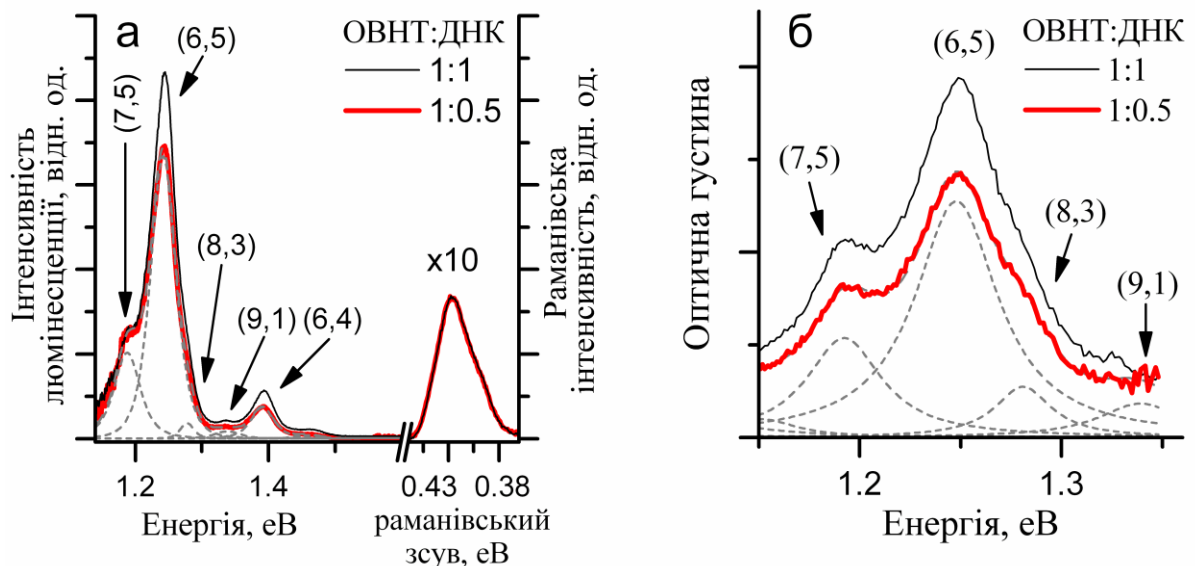 а
(6,5)
(7,5)
ОВНТ:ДНК
1:1
1:0.5
(8,3)
(9,1)
(6,4)
x10
Інтенсивність
люмінесценції, відн. од.
Раманівська
інтенсивність, відн. од.
1.2
1.4
0.43
0.38
Енергія, еВ
раманівський
зсув, еВ
б
(6,5)
ОВНТ:ДНК
1:1
1:0.5
(7,5)
(8,3)
(9,1)
Оптична густина
1.2
1.3
Енергія, еВ